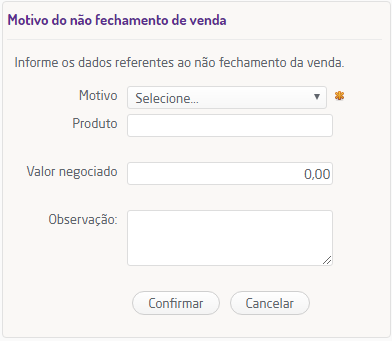 Motivo do não fechamento de venda
Informe os dados referentes ao não fechamento da venda.
Motivo Selecione...
Produto
Valor negociado 0,00
Observação:
Confirmar Cancelar